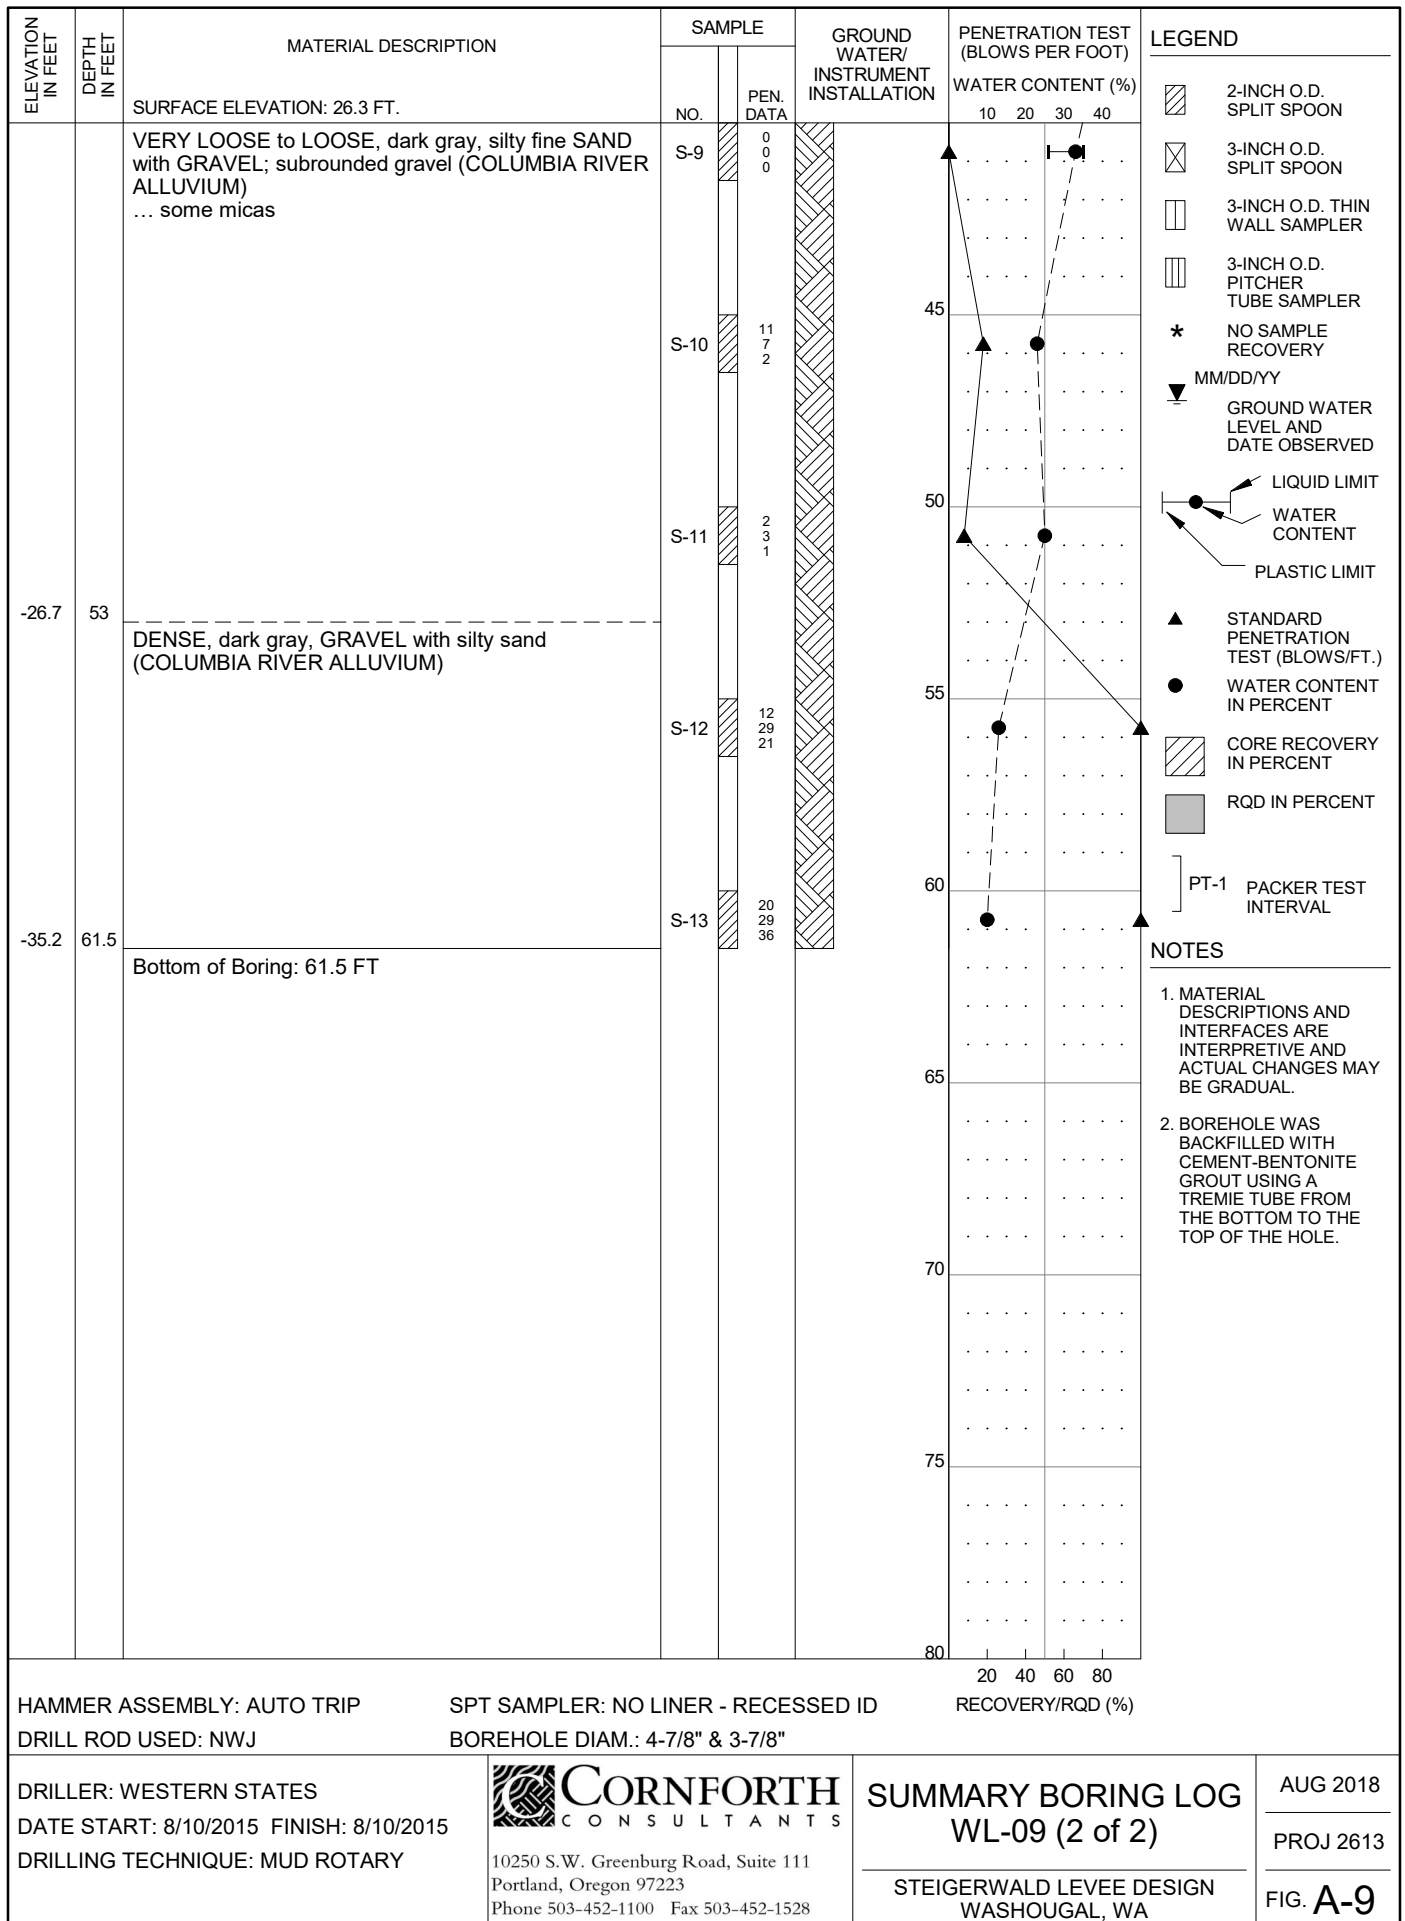 ELEVATION
IN FEET
DEPTH
IN FEET
MATERIAL DESCRIPTION
SURFACE ELEVATION: 26.3 FT.
SAMPLE
NO.
PEN.
DATA
GROUND
WATER/
INSTRUMENT
INSTALLATION
PENETRATION TEST
(BLOWS PER FOOT)
WATER CONTENT (%)
10 20 30 40
VERY LOOSE to LOOSE, dark gray, silty fine SAND
with GRAVEL; subrounded gravel (COLUMBIA RIVER
ALLUVIUM)
... some micas
S-9
0
0
0
45
S-10
11
7
2
50
S-11
2
3
1
-26.7 53
DENSE, dark gray, GRAVEL with silty sand
(COLUMBIA RIVER ALLUVIUM)
55
S-12
12
29
21
60
S-13
20
29
36
-35.2 61.5
Bottom of Boring: 61.5 FT
65
70
75
80
20 40 60 80
RECOVERY/RQD (%)
LEGEND
2-INCH O.D.
SPLIT SPOON
3-INCH O.D.
SPLIT SPOON
3-INCH O.D. THIN
WALL SAMPLER
3-INCH O.D.
PITCHER
TUBE SAMPLER
* NO SAMPLE
RECOVERY
MM/DD/YY
GROUND WATER
LEVEL AND
DATE OBSERVED
LIQUID LIMIT
WATER
CONTENT
PLASTIC LIMIT
STANDARD
PENETRATION
TEST (BLOWS/FT.)
WATER CONTENT
IN PERCENT
CORE RECOVERY
IN PERCENT
RQD IN PERCENT
PT-1 PACKER TEST
INTERVAL
NOTES
1. MATERIAL
DESCRIPTIONS AND
INTERFACES ARE
INTERPRETIVE AND
ACTUAL CHANGES MAY
BE GRADUAL.
2. BOREHOLE WAS
BACKFILLED WITH
CEMENT-BENTONITE
GROUT USING A
TREMIE TUBE FROM
THE BOTTOM TO THE
TOP OF THE HOLE.
HAMMER ASSEMBLY: AUTO TRIP
SPT SAMPLER: NO LINER - RECESSED ID
DRILL ROD USED: NWJ
BOREHOLE DIAM.: 4-7/8" & 3-7/8"
DRILLER: WESTERN STATES
DATE START: 8/10/2015 FINISH: 8/10/2015
DRILLING TECHNIQUE: MUD ROTARY
CORNFORTH
CONSULTANTS
10250 S.W. Greenburg Road, Suite 111
Portland, Oregon 97223
Phone 503-452-1100 Fax 503-452-1528
SUMMARY BORING LOG
WL-09 (2 of 2)
STEIGERWALD LEVEE DESIGN
WASHOUGAL, WA
AUG 2018
PROJ 2613
FIG. A-9